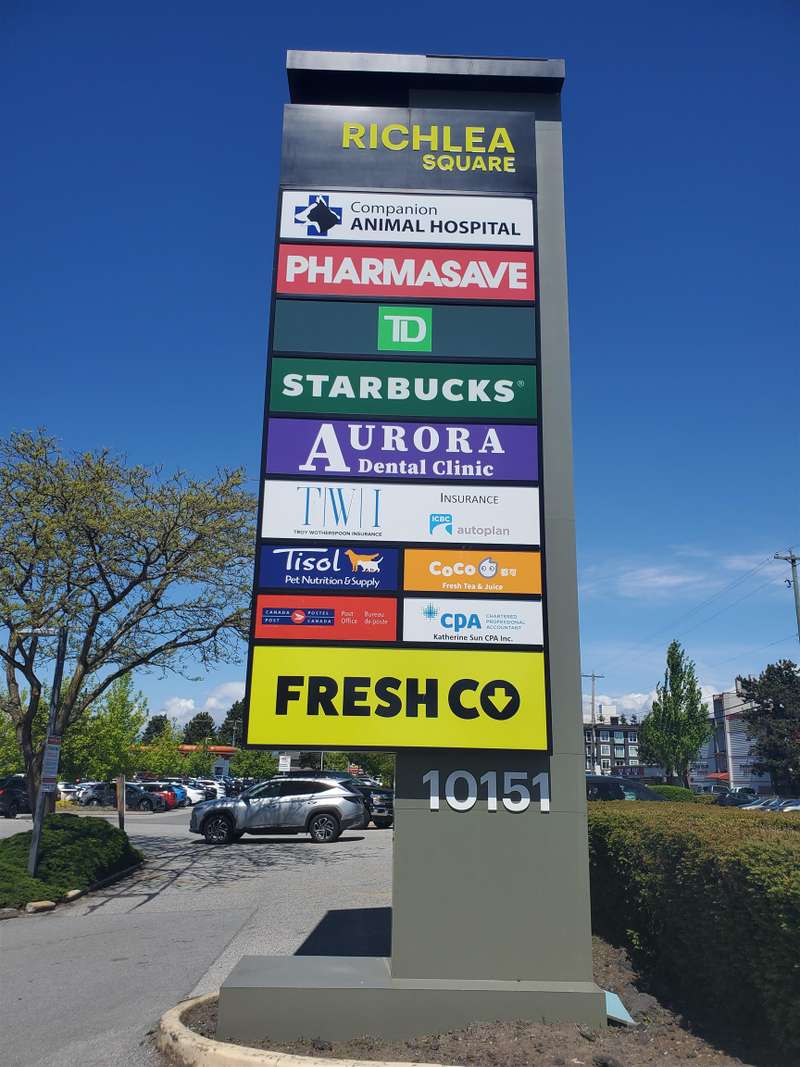 RICHLEA
SQUARE
Companion
ANIMAL HOSPITAL
PHARMASAVE
TD
STARBUCKS®
AURORA
Dental Clinic
TWI
TROY WOTHERSPOON INSURANCE
INSURANCE
ICBC
autoplan
Tisol
Pet Nutrition & Supply
CoCo
Fresh Tea & Juice
CANADA POSTES
POST CANADA
Post Bureau
Office de poste
CPA
CHARTERED
PROFESSIONAL
ACCOUNTANT
Katherine Sun CPA Inc.
FRESHCO
10151